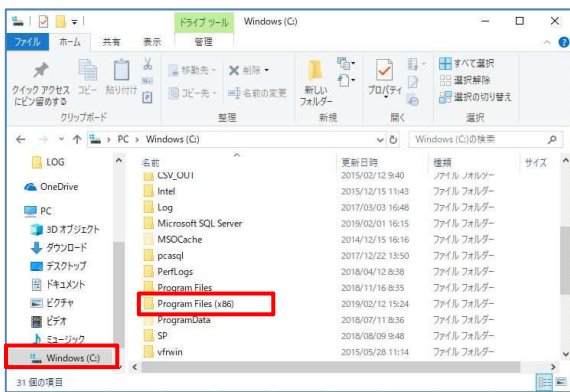 ドライブ ツール Windows (C:)
ファイル ホーム 共有 表示 管理
クイック アクセス
にピン留めする
コピー 貼り付け
クリップボード
移動先 削除
コピー先 名前の変更
整理
新しい
フォルダー
新規
プロパティ
開く
すべて選択
選択解除
選択の切り替え
選択
PC › Windows (C:)
Windows (C:)の検索
LOG
OneDrive
PC
3D オブジェクト
ダウンロード
デスクトップ
ドキュメント
ピクチャ
ビデオ
ミュージック
Windows (C:)
名前 更新日時 種類 サイズ
CSV_OUT 2015/02/12 9:40 ファイル フォルダー
Intel 2015/12/15 11:43 ファイル フォルダー
Log 2017/03/03 16:48 ファイル フォルダー
Microsoft SQL Server 2019/02/01 16:15 ファイル フォルダー
MSOCache 2014/12/15 16:16 ファイル フォルダー
pcasql 2017/12/22 13:50 ファイル フォルダー
PerfLogs 2018/04/12 8:38 ファイル フォルダー
Program Files 2018/11/16 8:35 ファイル フォルダー
Program Files (x86) 2019/02/12 15:24 ファイル フォルダー
ProgramData 2018/07/11 8:36 ファイル フォルダー
SP 2018/08/09 9:48 ファイル フォルダー
vfrwin 2015/05/28 11:14 ファイル フォルダー
31 個の項目